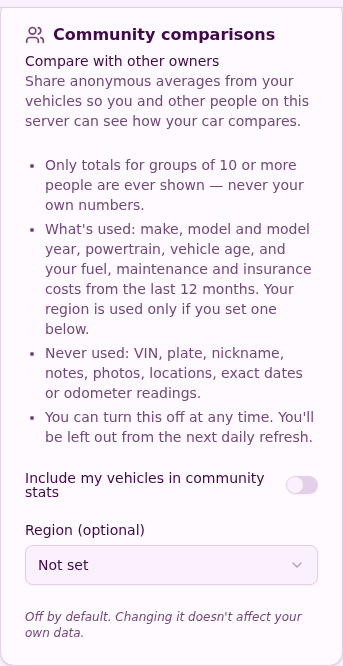 Community comparisons
Compare with other owners
Share anonymous averages from your
vehicles so you and other people on this
server can see how your car compares.
• Only totals for groups of 10 or more
people are ever shown — never your
own numbers.
• What's used: make, model and model
year, powertrain, vehicle age, and
your fuel, maintenance and insurance
costs from the last 12 months. Your
region is used only if you set one
below.
• Never used: VIN, plate, nickname,
notes, photos, locations, exact dates
or odometer readings.
• You can turn this off at any time. You'll
be left out from the next daily refresh.
Include my vehicles in community
stats
Region (optional)
Not set
Off by default. Changing it doesn't affect your
own data.